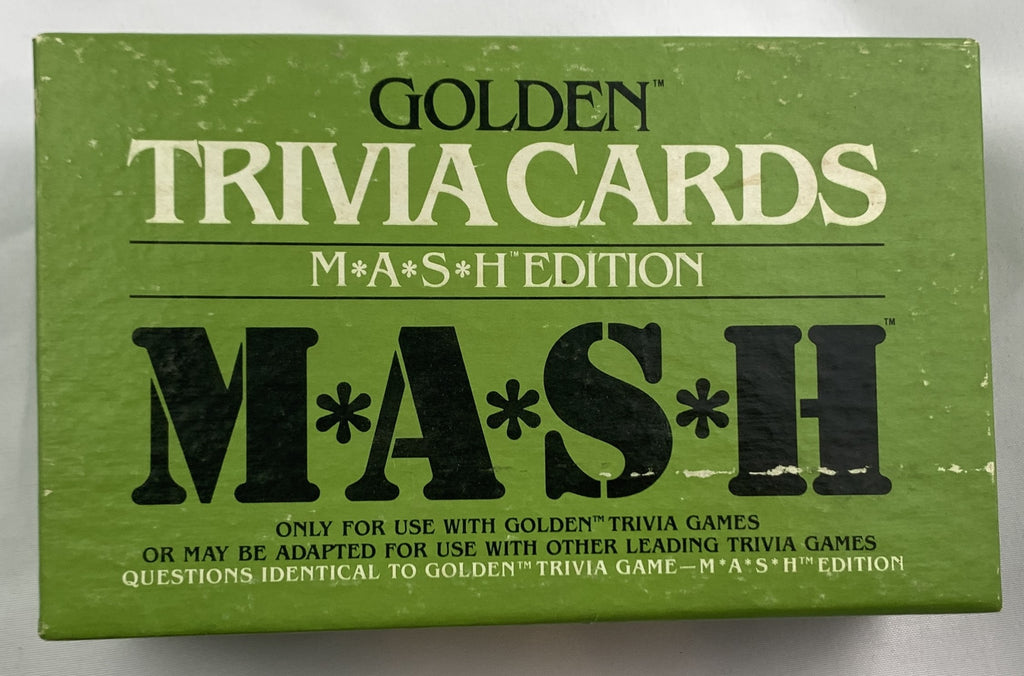 GOLDEN™
TRIVIA CARDS
M*A*S*H™ EDITION
M*A*S*H™
ONLY FOR USE WITH GOLDEN™ TRIVIA GAMES
OR MAY BE ADAPTED FOR USE WITH OTHER LEADING TRIVIA GAMES
QUESTIONS IDENTICAL TO GOLDEN™ TRIVIA GAME—M*A*S*H™ EDITION